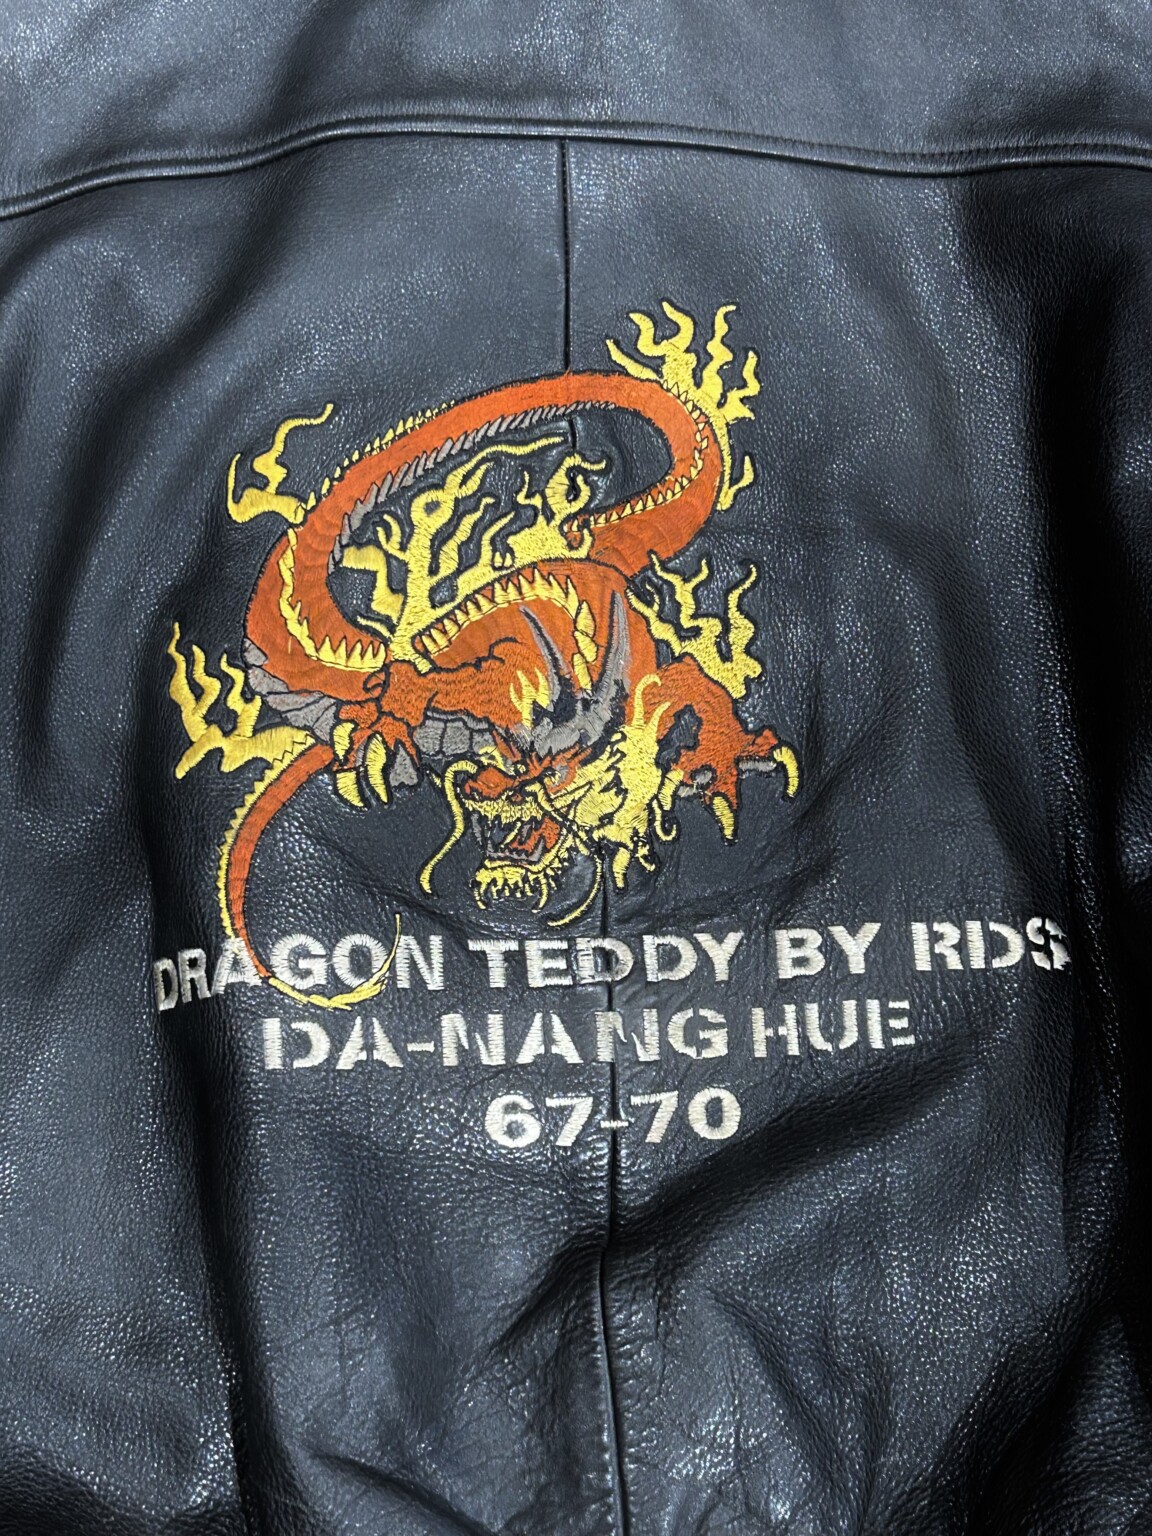 DRAGON TEDDY BY RDS
DA-NANG HUE
67-70